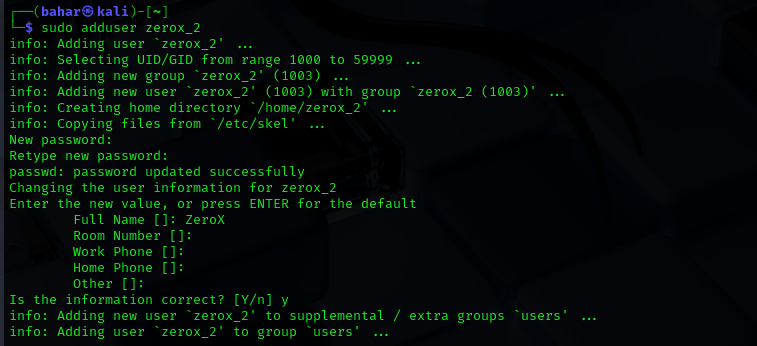 ┌──(bahar㉿kali)-[~]
└─$ sudo adduser zerox_2
info: Adding user `zerox_2' ...
info: Selecting UID/GID from range 1000 to 59999 ...
info: Adding new group `zerox_2' (1003) ...
info: Adding new user `zerox_2' (1003) with group `zerox_2 (1003)' ...
info: Creating home directory `/home/zerox_2' ...
info: Copying files from `/etc/skel' ...
New password:
Retype new password:
passwd: password updated successfully
Changing the user information for zerox_2
Enter the new value, or press ENTER for the default
        Full Name []: ZeroX
        Room Number []:
        Work Phone []:
        Home Phone []:
        Other []:
Is the information correct? [Y/n] y
info: Adding new user `zerox_2' to supplemental / extra groups `users' ...
info: Adding user `zerox_2' to group `users' ...